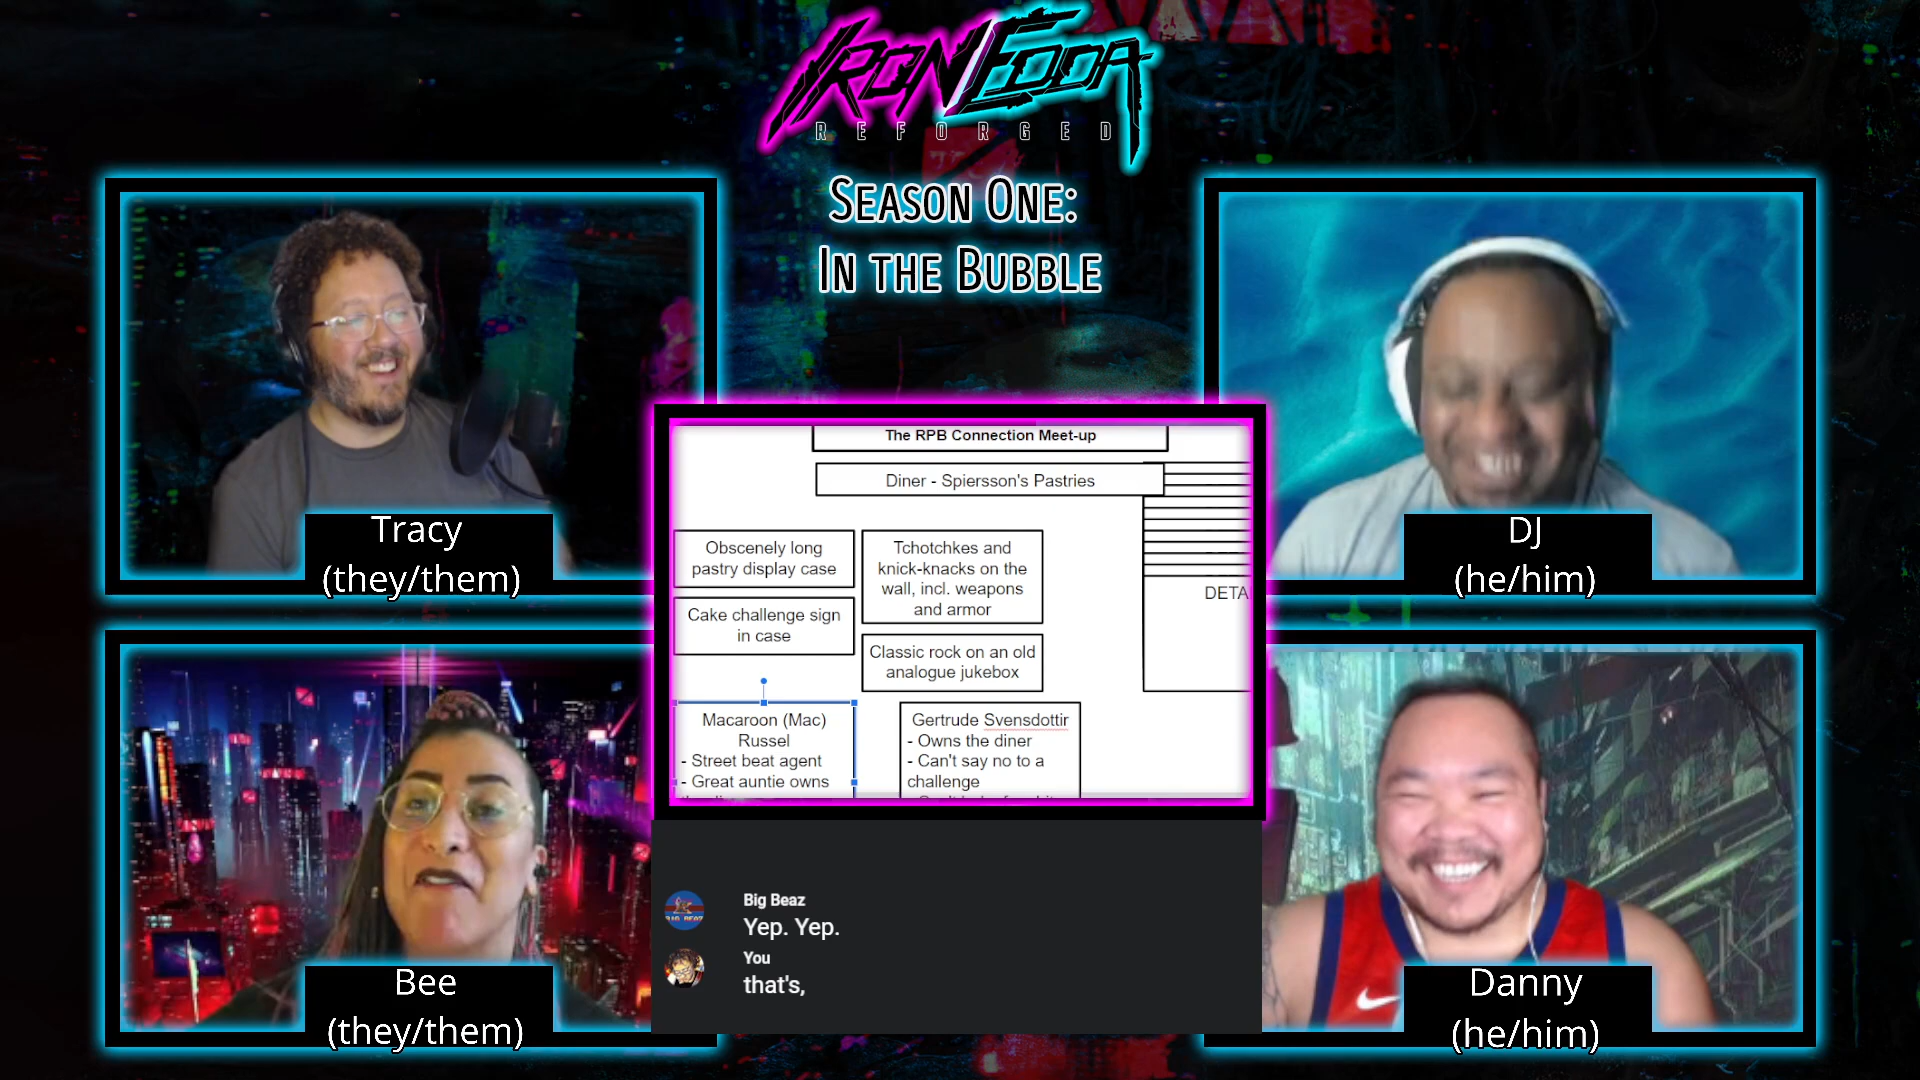 IRON EDDA
REFORGED
SEASON ONE:
IN THE BUBBLE
Tracy
(they/them)
DJ
(he/him)
The RPB Connection Meet-up
Diner - Spiersson's Pastries
Obscenely long
pastry display case
Tchotchkes and
knick-knacks on the
wall, incl. weapons
and armor
DETA
Cake challenge sign
in case
Classic rock on an old
analogue jukebox
Macaroon (Mac)
Russel
- Street beat agent
- Great auntie owns
Gertrude Svensdottir
- Owns the diner
- Can't say no to a
challenge
Big Beaz
Yep. Yep.
You
that's,
Bee
(they/them)
Danny
(he/him)